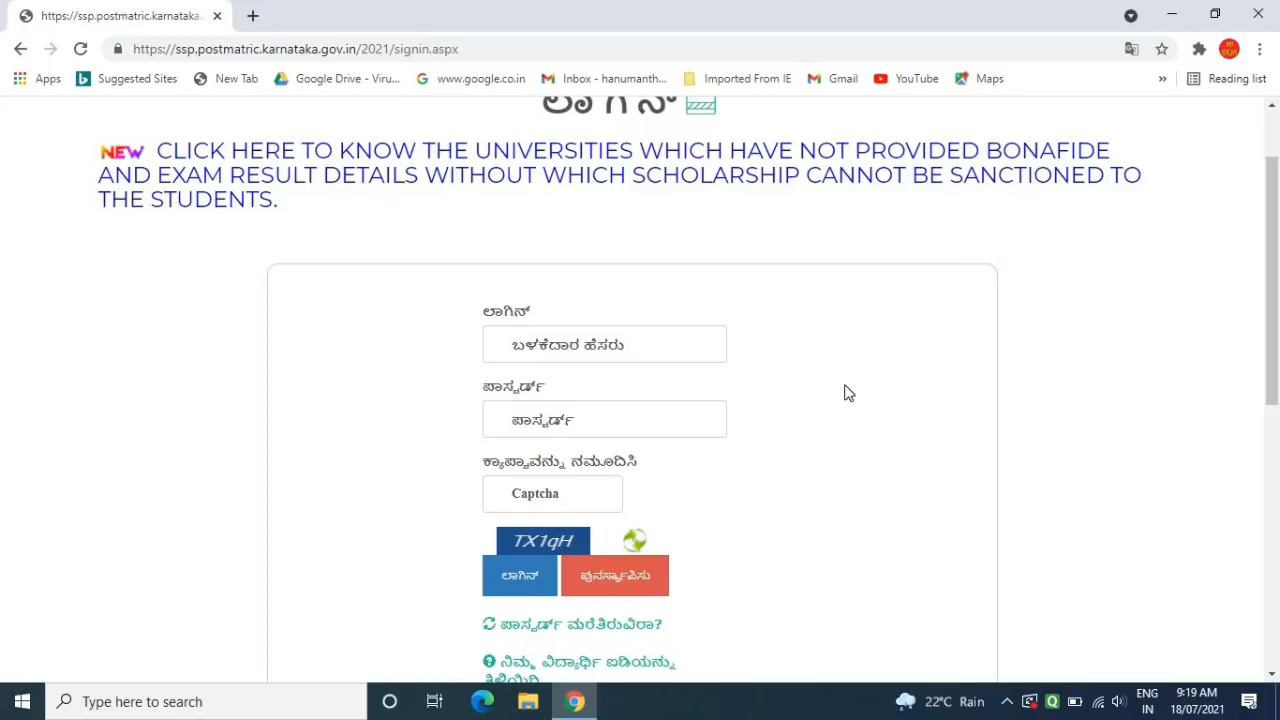 https://ssp.postmatric.karnataka.
https://ssp.postmatric.karnataka.gov.in/2021/signin.aspx
Apps Suggested Sites New Tab Google Drive - Viru... www.google.co.in Inbox - hanumanth... Imported From IE Gmail YouTube Maps » Reading list
ಲಾಗಿನ್
NEW CLICK HERE TO KNOW THE UNIVERSITIES WHICH HAVE NOT PROVIDED BONAFIDE
AND EXAM RESULT DETAILS WITHOUT WHICH SCHOLARSHIP CANNOT BE SANCTIONED TO
THE STUDENTS.
ಲಾಗಿನ್
ಬಳಕೆದಾರ ಹೆಸರು
ಪಾಸ್ವರ್ಡ್
ಪಾಸ್ವರ್ಡ್
ಕ್ಯಾಪ್ಚಾವನ್ನು ನಮೂದಿಸಿ
Captcha
TX1qH
ಲಾಗಿನ್ ಪುನರ್ಸ್ಥಾಪಿಸು
ಪಾಸ್ವರ್ಡ್ ಮರೆತಿರುವಿರಾ?
ನಿಮ್ಮ ವಿದ್ಯಾರ್ಥಿ ಐಡಿಯನ್ನು
ತಿಳಿಯಿರಿ
Type here to search 22°C Rain ENG IN 9:19 AM 18/07/2021